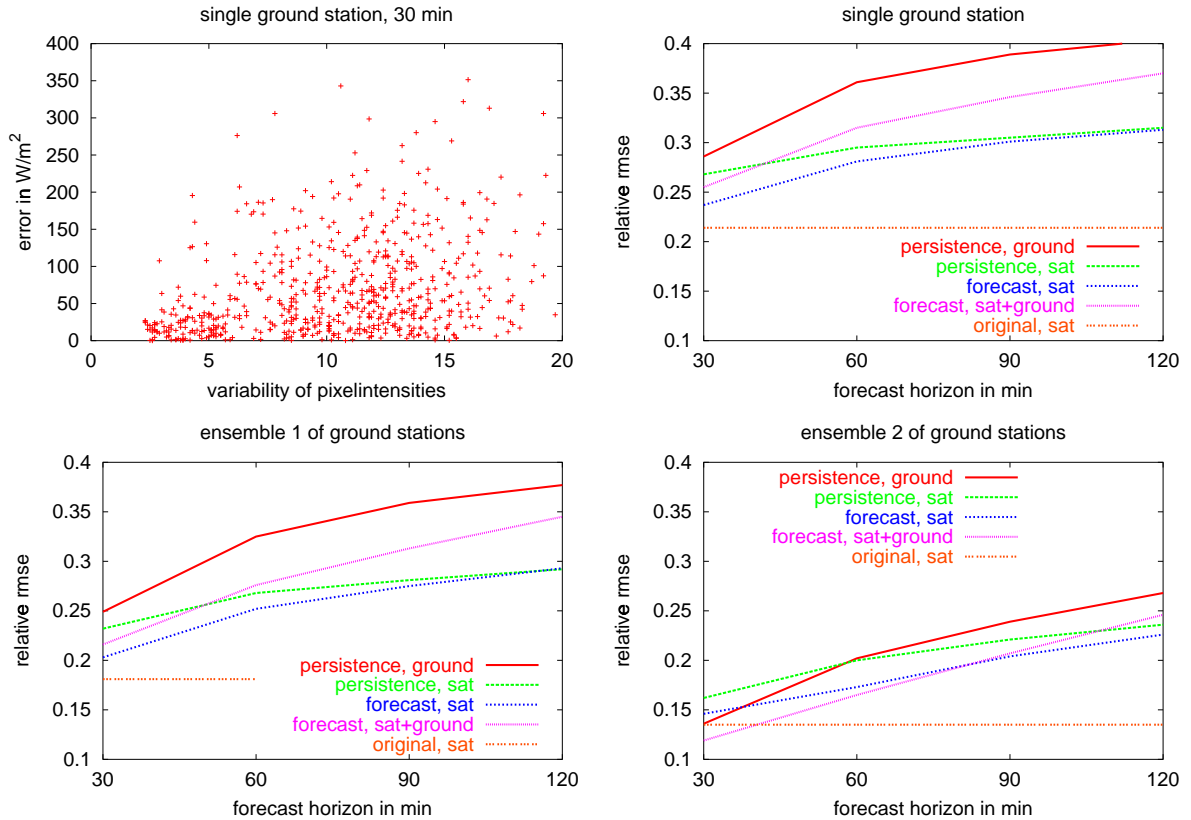 single ground station, 30 min
400
350
300
250
200
150
100
50
0
error in W/m2
0 5 10 15 20
variability of pixelintensities
single ground station
0.4
0.35
0.3
0.25
0.2
0.15
0.1
relative rmse
persistence, ground
persistence, sat
forecast, sat
forecast, sat+ground
original, sat
30 60 90 120
forecast horizon in min
ensemble 1 of ground stations
0.4
0.35
0.3
0.25
0.2
0.15
0.1
relative rmse
persistence, ground
persistence, sat
forecast, sat
forecast, sat+ground
original, sat
30 60 90 120
forecast horizon in min
ensemble 2 of ground stations
0.4
0.35
0.3
0.25
0.2
0.15
0.1
relative rmse
persistence, ground
persistence, sat
forecast, sat
forecast, sat+ground
original, sat
30 60 90 120
forecast horizon in min